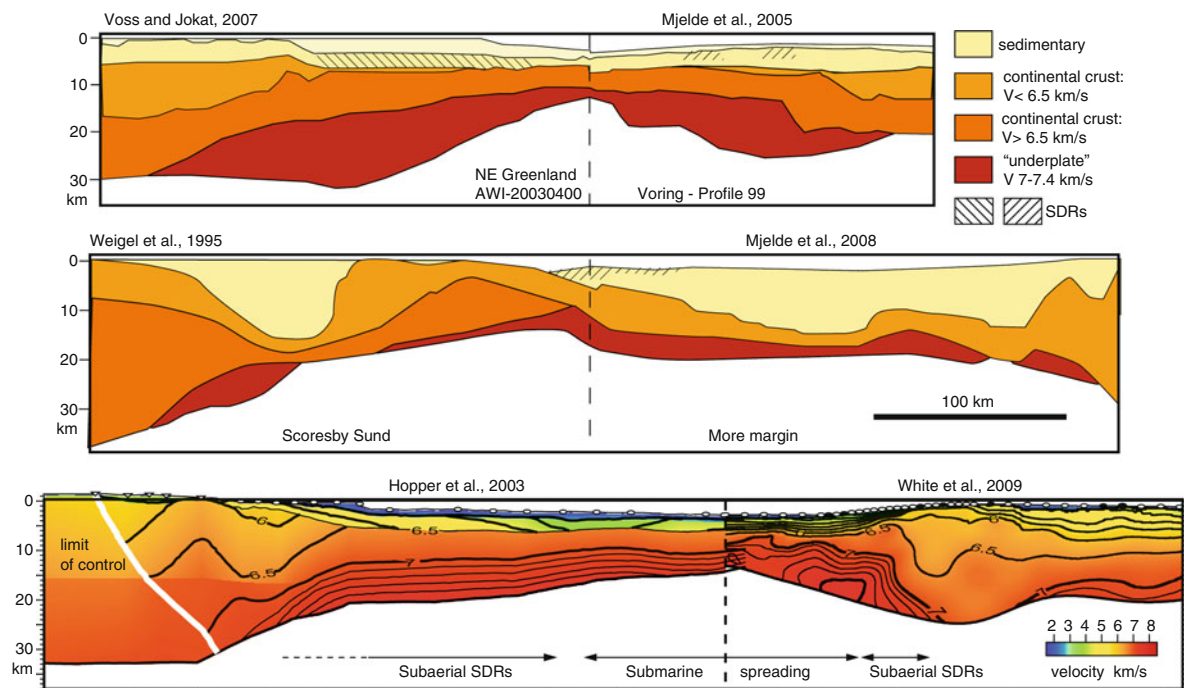 Voss and Jokat, 2007
Mjelde et al., 2005
0
10
20
30
km
NE Greenland
AWI-20030400
Voring - Profile 99
sedimentary
continental crust:
V< 6.5 km/s
continental crust:
V> 6.5 km/s
“underplate”
V 7-7.4 km/s
SDRs
Weigel et al., 1995
Mjelde et al., 2008
0
10
20
30
km
Scoresby Sund
More margin
100 km
Hopper et al., 2003
White et al., 2009
0
10
20
30
km
limit
of control
6
6.5
6.5
7
7
6.5
6
6.5
7
7
Subaerial SDRs
Submarine
spreading
Subaerial SDRs
2 3 4 5 6 7 8
velocity km/s